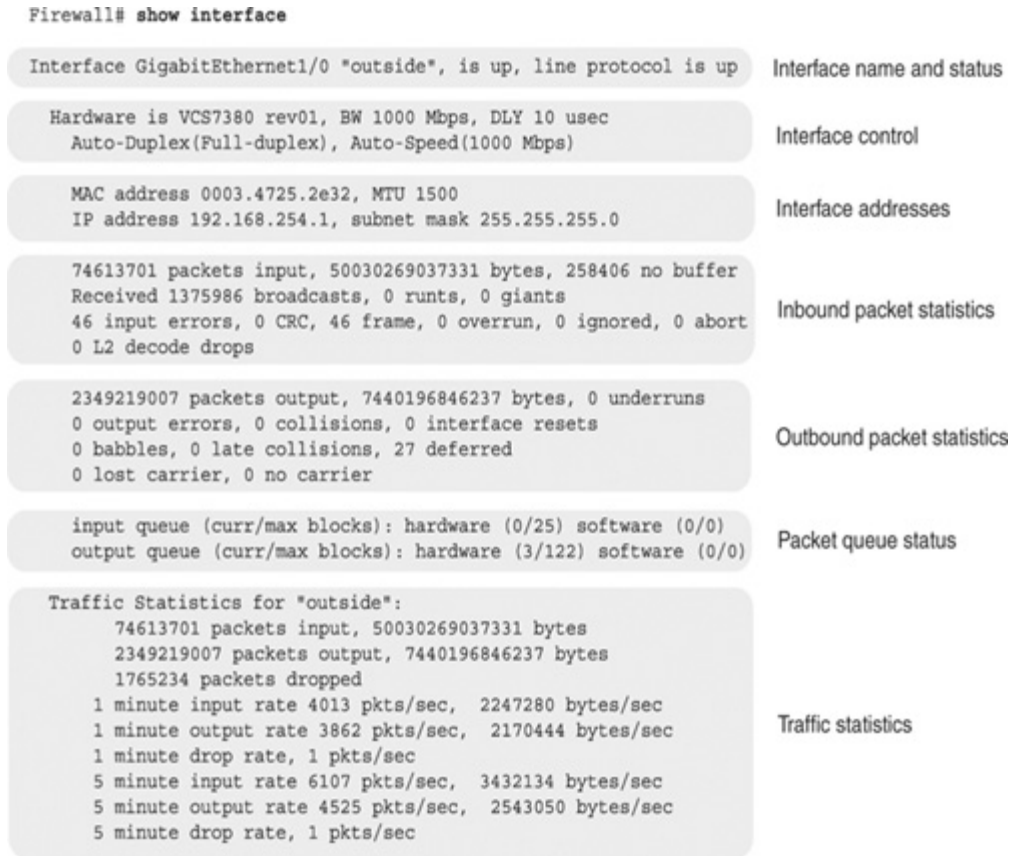 Firewall# show interface
Interface GigabitEthernet1/0 "outside", is up, line protocol is up
Interface name and status
Hardware is VCS7380 rev01, BW 1000 Mbps, DLY 10 usec
Auto-Duplex(Full-duplex), Auto-Speed(1000 Mbps)
Interface control
MAC address 0003.4725.2e32, MTU 1500
IP address 192.168.254.1, subnet mask 255.255.255.0
Interface addresses
74613701 packets input, 50030269037331 bytes, 258406 no buffer
Received 1375986 broadcasts, 0 runts, 0 giants
46 input errors, 0 CRC, 46 frame, 0 overrun, 0 ignored, 0 abort
0 L2 decode drops
Inbound packet statistics
2349219007 packets output, 7440196846237 bytes, 0 underruns
0 output errors, 0 collisions, 0 interface resets
0 babbles, 0 late collisions, 27 deferred
0 lost carrier, 0 no carrier
Outbound packet statistics
input queue (curr/max blocks): hardware (0/25) software (0/0)
output queue (curr/max blocks): hardware (3/122) software (0/0)
Packet queue status
Traffic Statistics for "outside":
74613701 packets input, 50030269037331 bytes
2349219007 packets output, 7440196846237 bytes
1765234 packets dropped
1 minute input rate 4013 pkts/sec, 2247280 bytes/sec
1 minute output rate 3862 pkts/sec, 2170444 bytes/sec
1 minute drop rate, 1 pkts/sec
5 minute input rate 6107 pkts/sec, 3432134 bytes/sec
5 minute output rate 4525 pkts/sec, 2543050 bytes/sec
5 minute drop rate, 1 pkts/sec
Traffic statistics